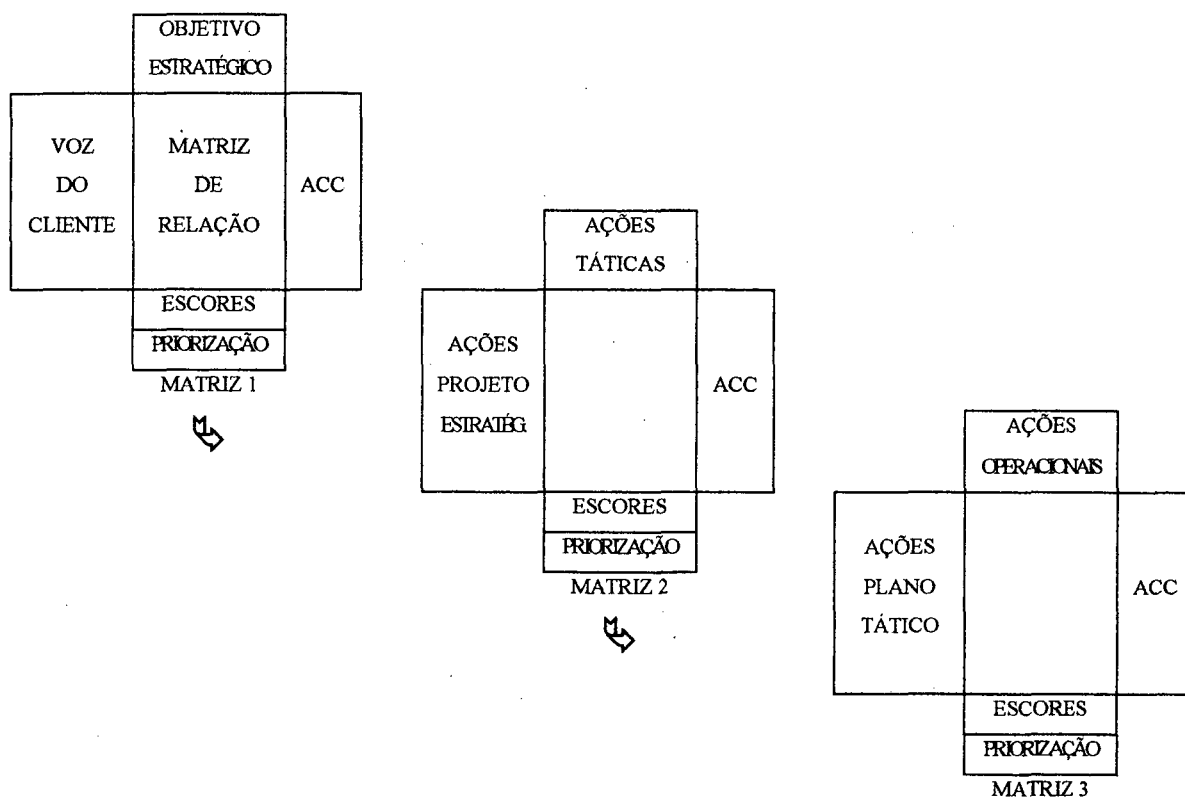 OBJETIVO
ESTRATÉGICO
VOZ
DO
CLIENTE
MATRIZ
DE
RELAÇÃO
ACC
ESCORES
PRIORIZAÇÃO
MATRIZ 1
AÇÕES
TÁTICAS
AÇÕES
PROJETO
ESTRATÉG.
ACC
ESCORES
PRIORIZAÇÃO
MATRIZ 2
AÇÕES
OPERACIONAIS
AÇÕES
PLANO
TÁTICO
ACC
ESCORES
PRIORIZAÇÃO
MATRIZ 3